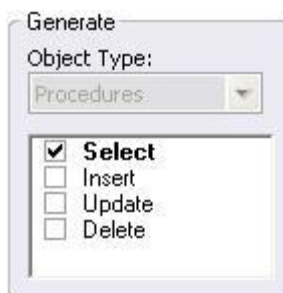 Generate
Object Type:
Procedures
Select
Insert
Update
Delete